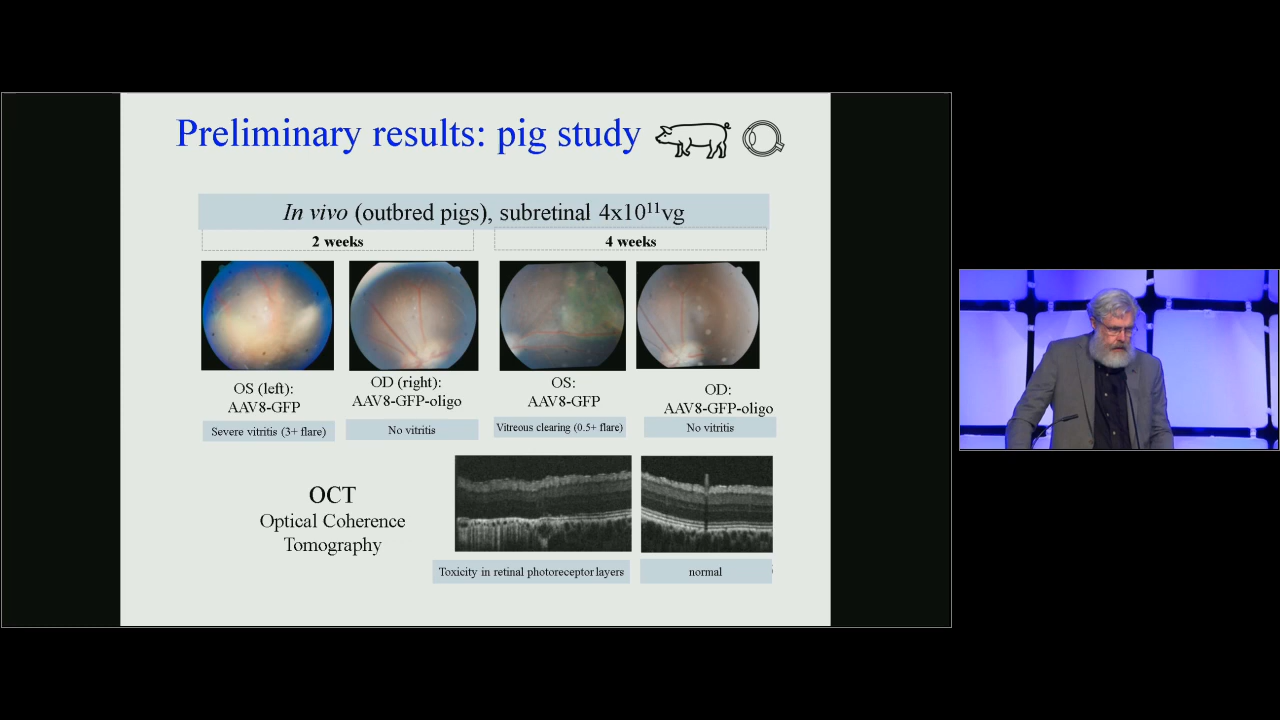 Preliminary results: pig study
In vivo (outbred pigs), subretinal 4x10¹¹vg
2 weeks
4 weeks
OS (left):
AAV8-GFP
OD (right):
AAV8-GFP-oligo
OS:
AAV8-GFP
OD:
AAV8-GFP-oligo
Severe vitritis (3+ flare)
No vitritis
Vitreous clearing (0.5+ flare)
No vitritis
OCT
Optical Coherence
Tomography
Toxicity in retinal photoreceptor layers
normal